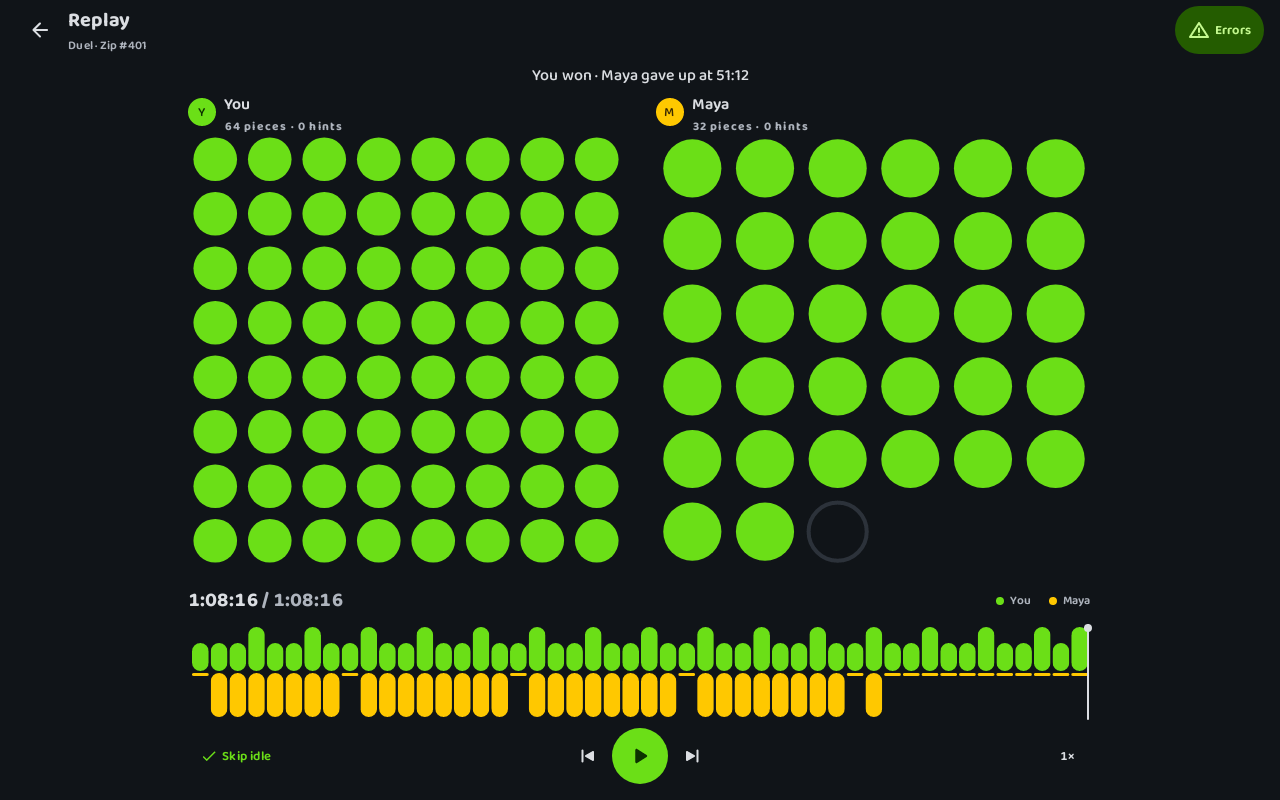 Replay
Duel · Zip #401
Errors
You won · Maya gave up at 51:12
Y
You
64 pieces · 0 hints
M
Maya
32 pieces · 0 hints
1:08:16 / 1:08:16
You
Maya
Skip idle
1×